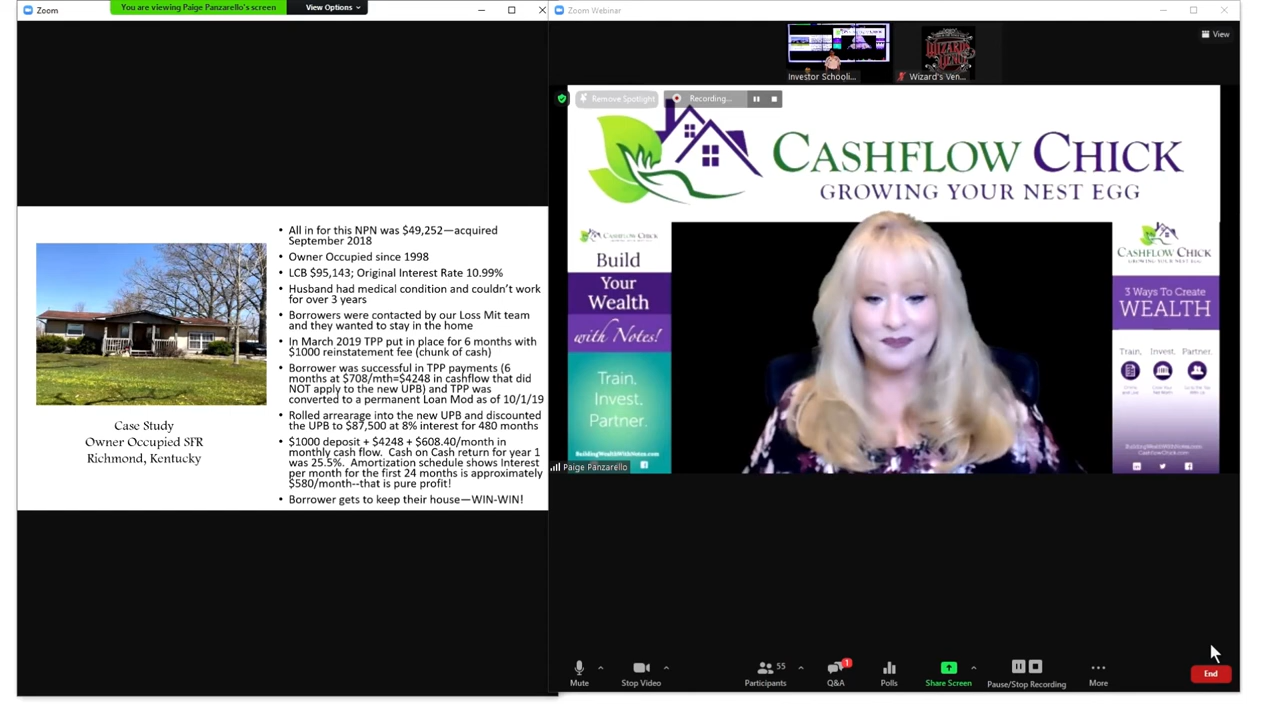 Zoom
You are viewing Paige Panzarello's screen
View Options
Zoom Webinar
View
Investor Schooli...
WIZARDS
Wizard's Ven...
Remove Spotlight
Recording...
CASHFLOW CHICK
GROWING YOUR NEST EGG
• All in for this NPN was $49,252—acquired
September 2018
• Owner Occupied since 1998
• LCB $95,143; Original Interest Rate 10.99%
• Husband had medical condition and couldn't work
for over 3 years
• Borrowers were contacted by our Loss Mit team
and they wanted to stay in the home
• In March 2019 TPP put in place for 6 months with
$1000 reinstatement fee (chunk of cash)
• Borrower was successful in TPP payments (6
months at $708/mth=$4248 in cashflow that did
NOT apply to the new UPB) and TPP was
converted to a permanent Loan Mod as of 10/1/19
• Rolled arrearage into the new UPB and discounted
the UPB to $87,500 at 8% interest for 480 months
• $1000 deposit + $4248 + $608.40/month in
monthly cash flow. Cash on Cash return for year 1
was 25.5%. Amortization schedule shows Interest
per month for the first 24 months is approximately
$580/month--that is pure profit!
• Borrower gets to keep their house—WIN-WIN!
Case Study
Owner Occupied SFR
Richmond, Kentucky
CASHFLOW CHICK
Build
Your
Wealth
with Notes!
Train.
Invest.
Partner.
BuildingWealthWithNotes.com
CASHFLOW CHICK
GROWING YOUR NEST EGG
3 Ways To Create
WEALTH
Train. Invest. Partner.
BuildingWealthWithNotes.com
CashflowChick.com
Paige Panzarello
Mute
Stop Video
55
Participants
1
Q&A
Polls
Share Screen
Pause/Stop Recording
More
End